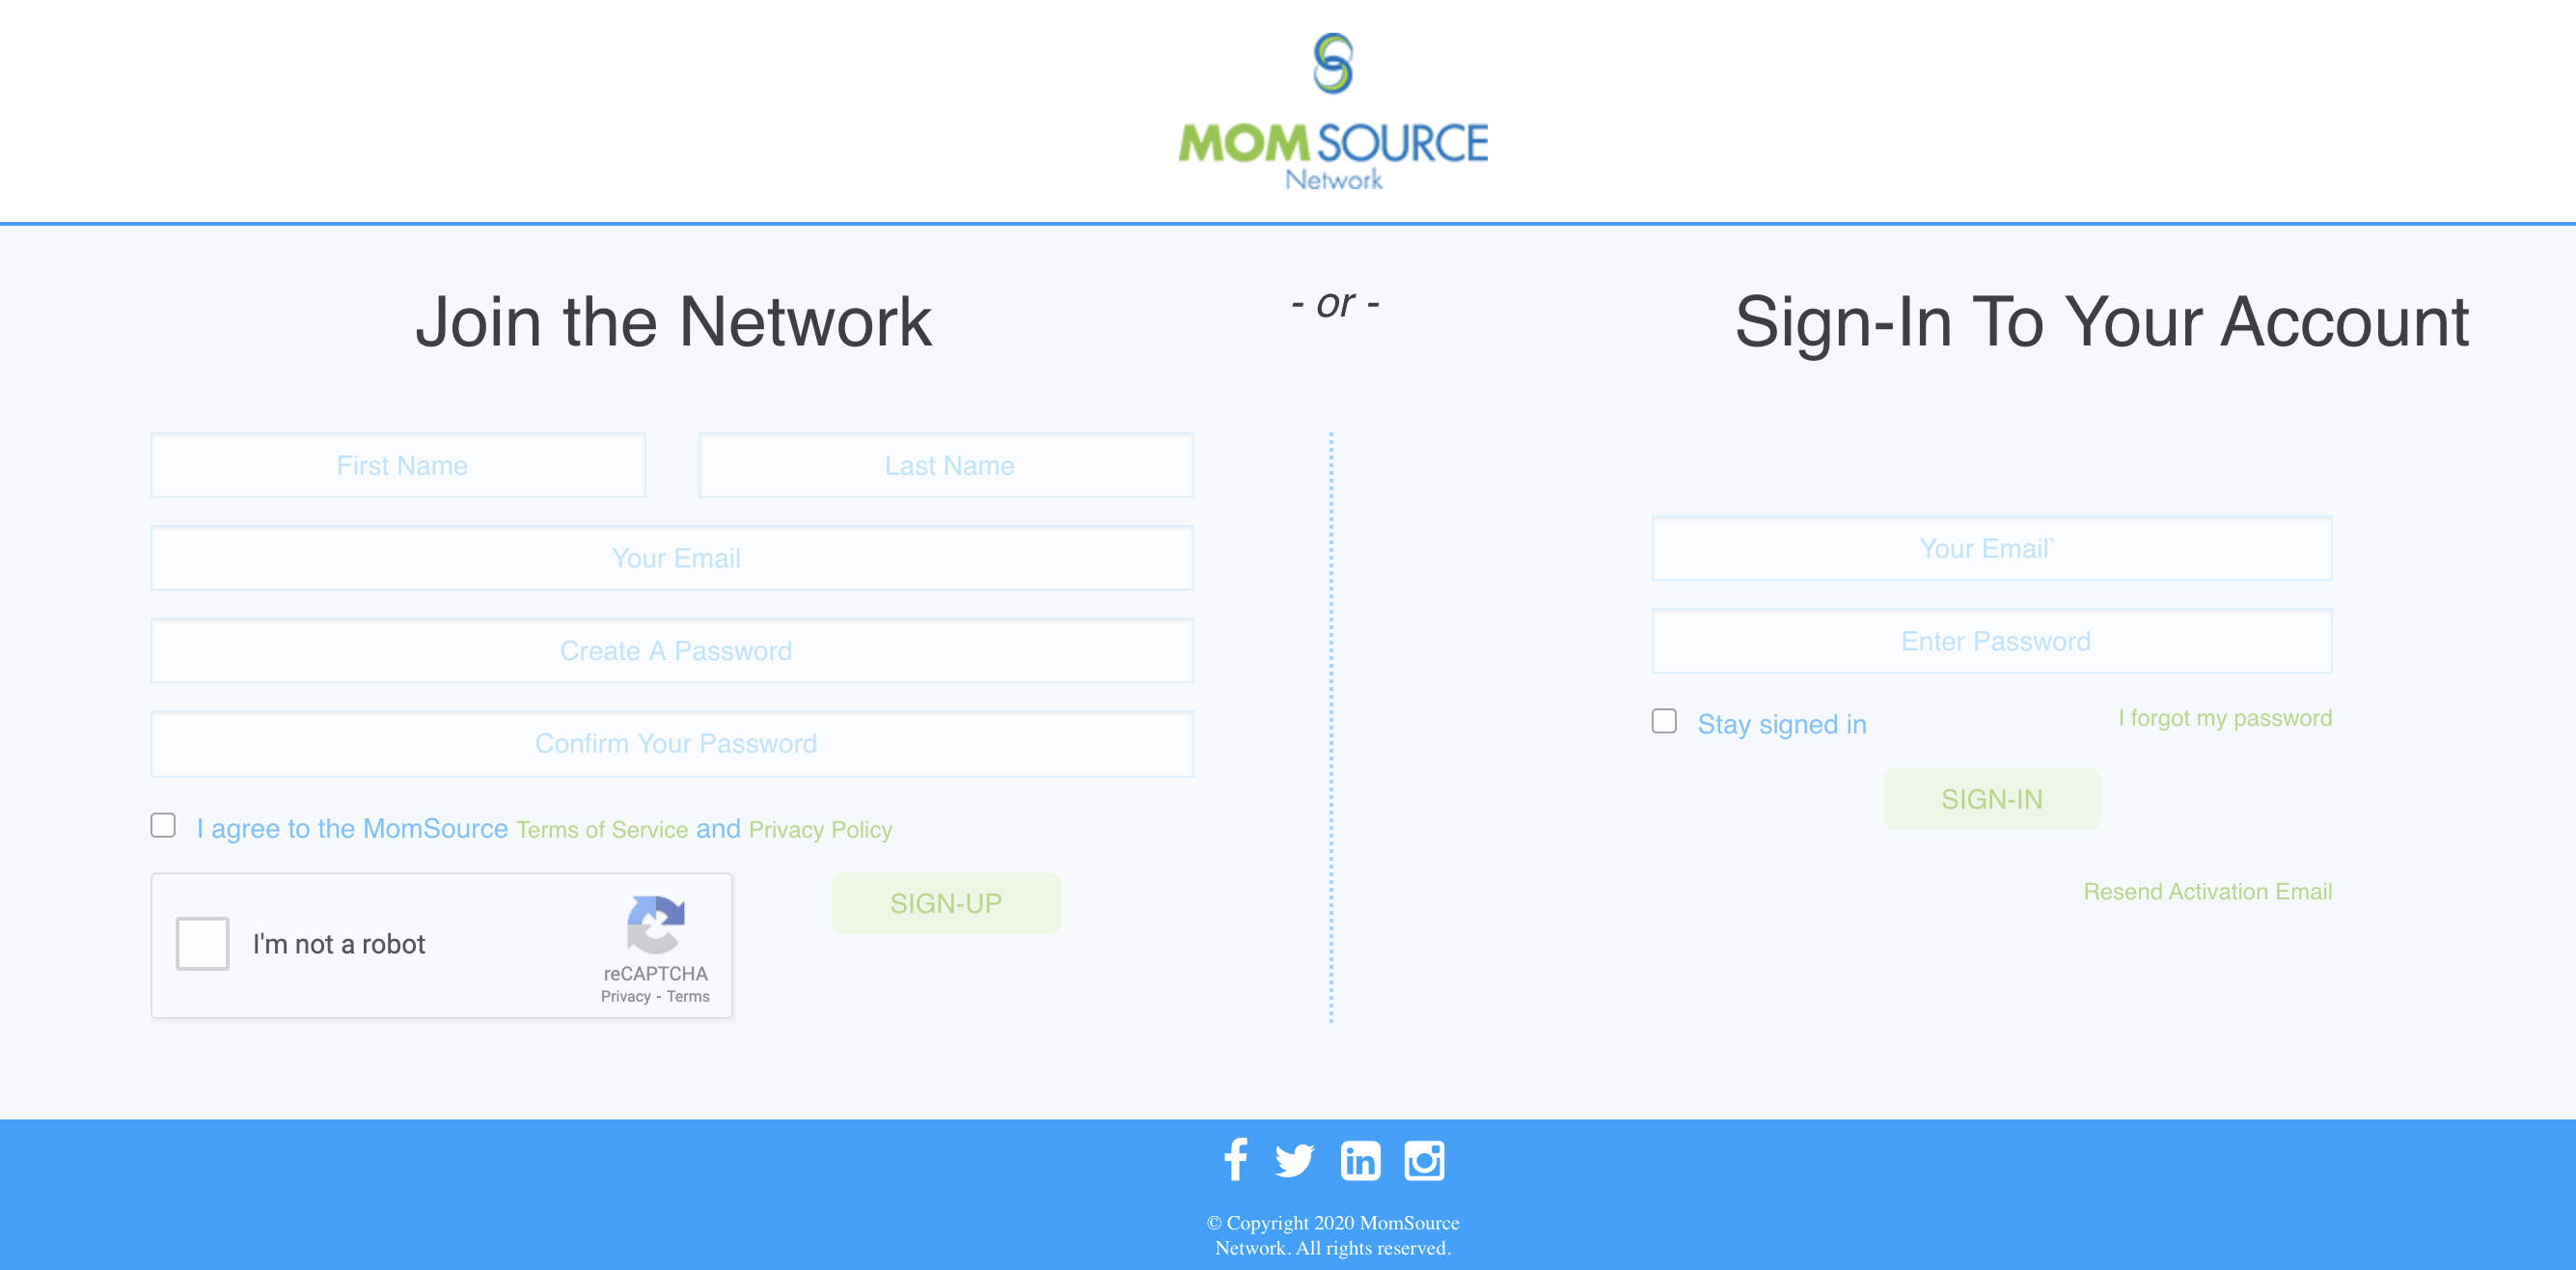 MOM SOURCE
Network
Join the Network
- or -
Sign-In To Your Account
First Name
Last Name
Your Email
Create A Password
Confirm Your Password
I agree to the MomSource Terms of Service and Privacy Policy
I'm not a robot
reCAPTCHA
Privacy - Terms
SIGN-UP
Your Email`
Enter Password
Stay signed in
I forgot my password
SIGN-IN
Resend Activation Email
© Copyright 2020 MomSource
Network. All rights reserved.